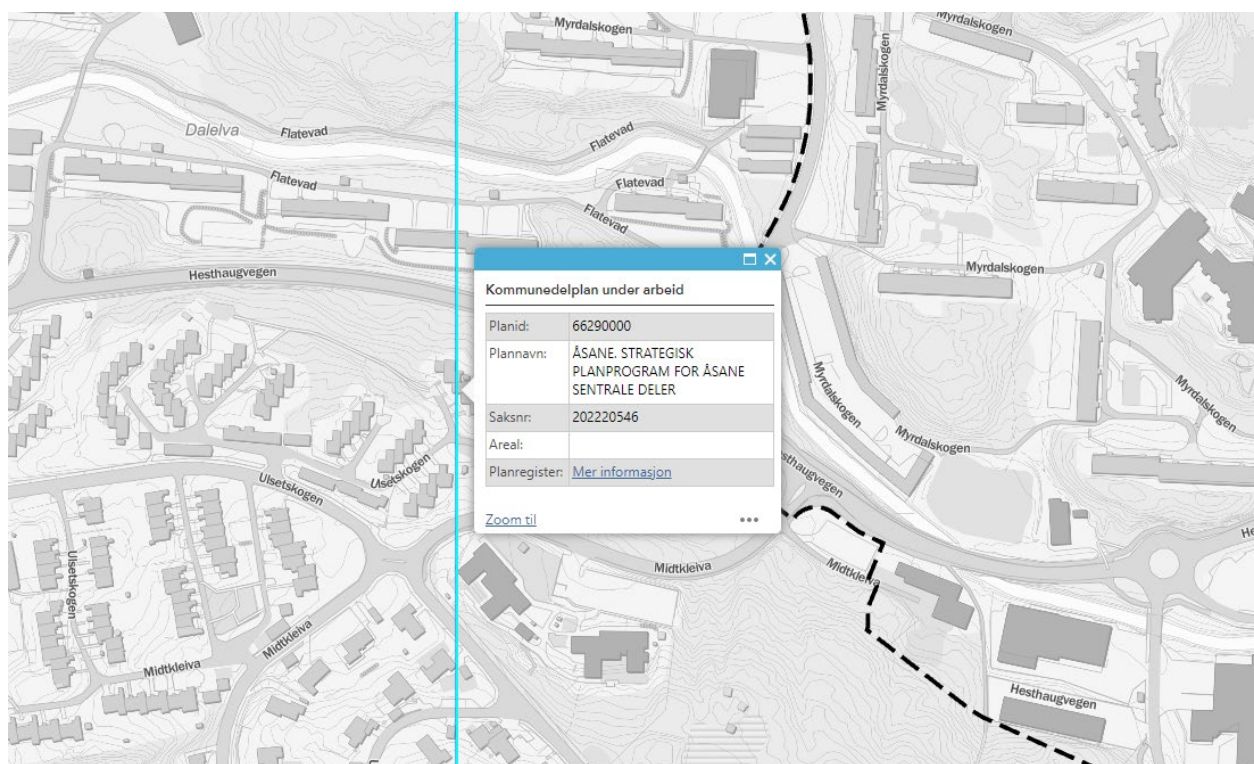 Myrdalskogen
Myrdalskogen
Myrdalskogen
Dalelva
Flatevad
Flatevad
Flatevad
Flatevad
Flatevad
Hesthaugvegen
Myrdalskogen
Kommunedelplan under arbeid
Planid: 66290000
Plannavn: ÅSANE. STRATEGISK
PLANPROGRAM FOR ÅSANE
SENTRALE DELER
Saksnr: 202220546
Areal:
Planregister: Mer informasjon
Zoom til
Myrdalskogen
Myrdalskogen
Myrdalskogen
Ulsetskogen
Ulsetskogen
Ulsetskogen
sthaugvegen
He
Midtkleiva
Midtkleiva
Midtkleiva
Midtkleiva
Hesthaugvegen